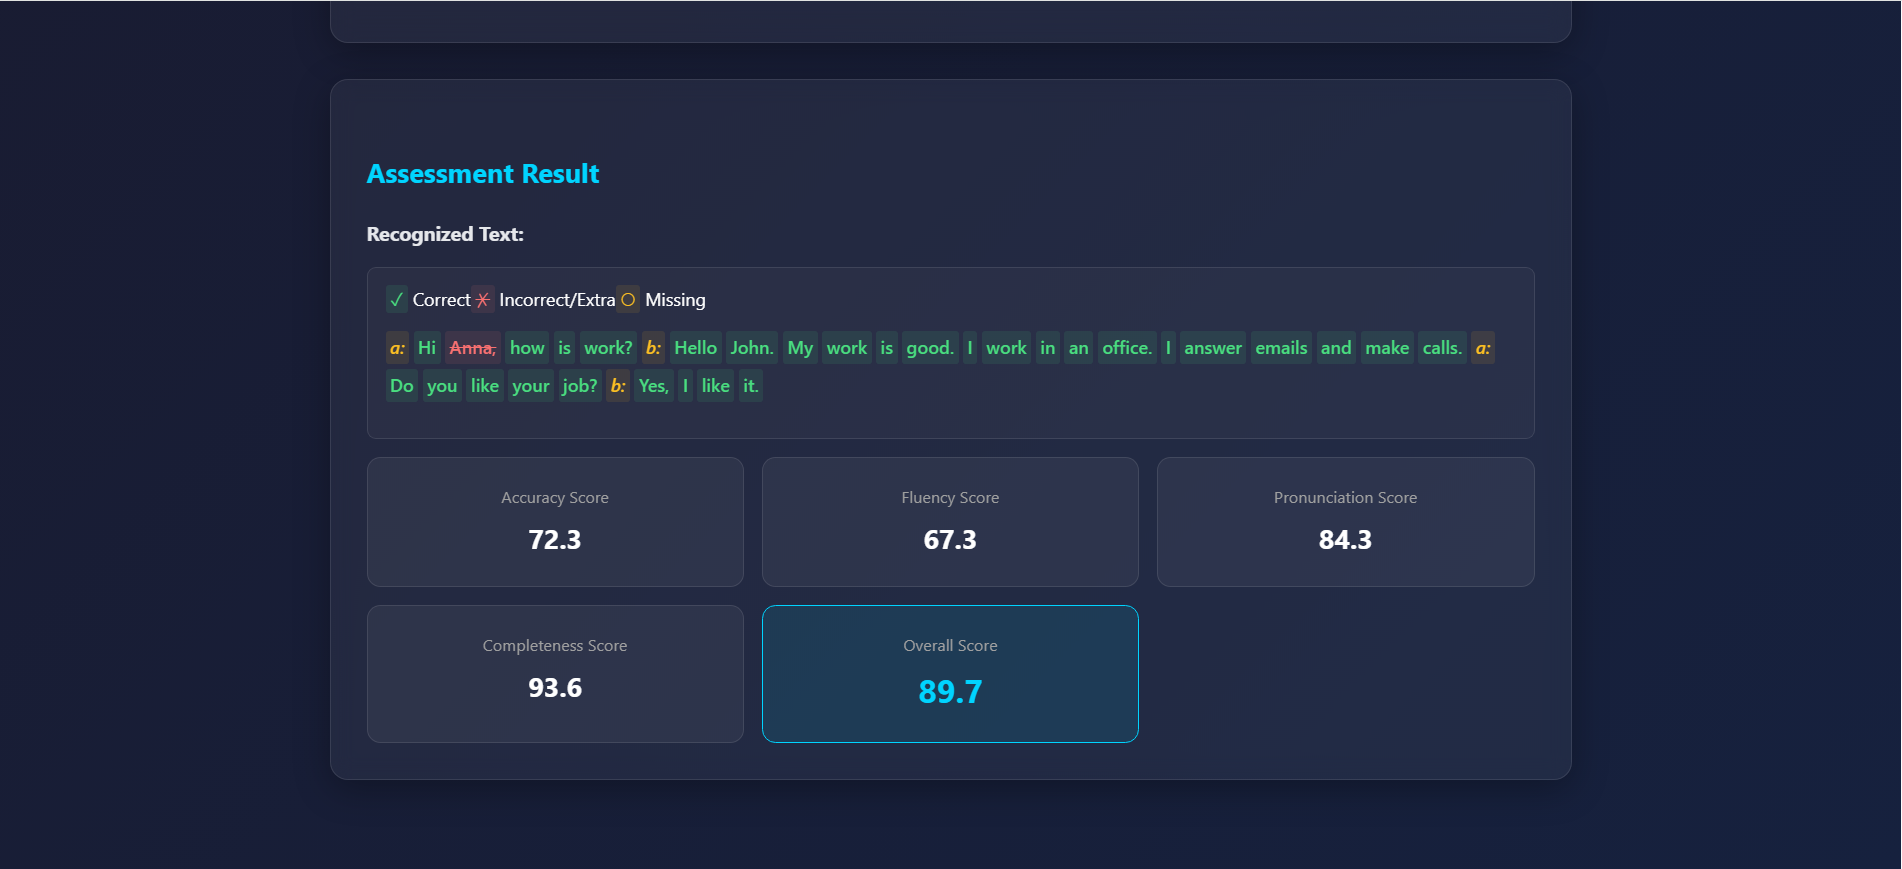 Assessment Result
Recognized Text:
✓ Correct ✗ Incorrect/Extra ○ Missing
a: Hi Anna, how is work? b: Hello John. My work is good. I work in an office. I answer emails and make calls. a:
Do you like your job? b: Yes, I like it.
Accuracy Score
72.3
Fluency Score
67.3
Pronunciation Score
84.3
Completeness Score
93.6
Overall Score
89.7